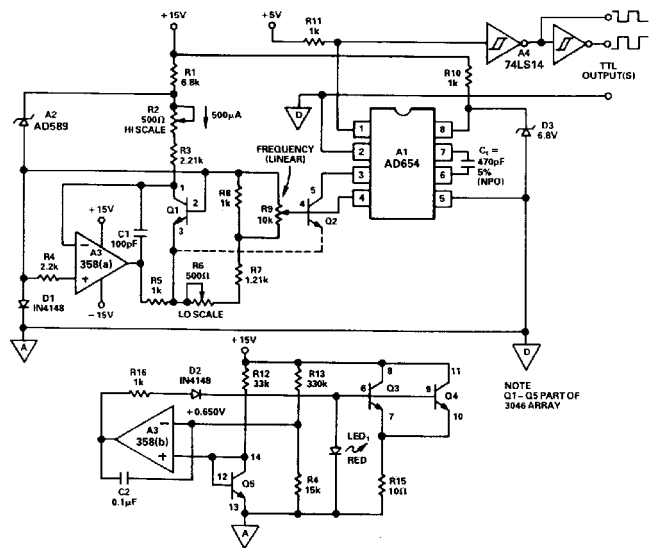 +15V
+5V
R11
1k
A4
74LS14
TTL
OUTPUT(S)
R1
6.8k
R10
1k
A2
AD589
R2
500Ω
HI SCALE
500μA
D
R3
2.21k
FREQUENCY
(LINEAR)
1
2
3
4
A1
AD654
8
7
6
5
Ct =
470pF
5%
(NPO)
D3
6.8V
1
2
3
Q1
R8
1k
R9
10k
5
4
Q2
+15V
C1
100pF
A3
358(a)
−
+
R4
2.2k
−15V
D1
IN4148
R5
1k
R6
500Ω
LO SCALE
R7
1.21k
A
D
NOTE
Q1 – Q5 PART OF
3046 ARRAY
+15V
R16
1k
D2
IN4148
R12
33k
R13
330k
8
6
Q3
7
11
9
Q4
10
+0.650V
A3
358(b)
−
+
14
12
Q5
13
LED1
RED
C2
0.1μF
R4
15k
R15
10Ω
A